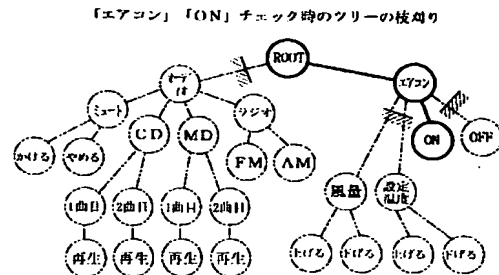 「エアコン」「ON」チェック時のツリーの枝刈り
ROOT
オーディオ
エアコン
ミュート
CD
MD
ラジオ
ON
OFF
かける
やめる
FM
AM
風量
設定
温度
1曲目
2曲目
1曲目
2曲目
再生
再生
再生
再生
上げる
下げる
上げる
下げる